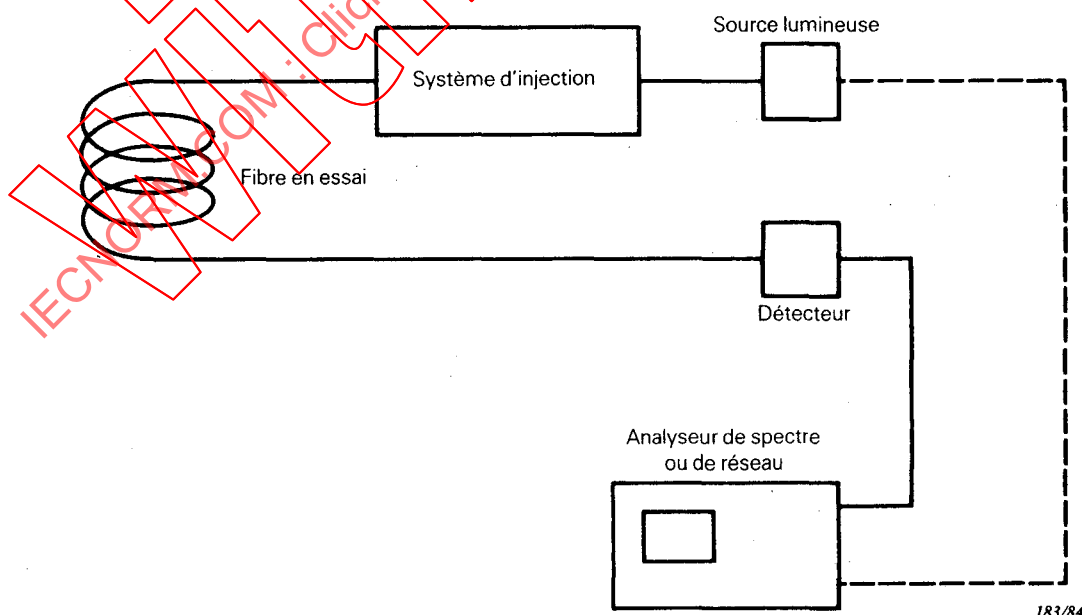 Source lumineuse
Système d'injection
Fibre en essai
Détecteur
Analyseur de spectre
ou de réseau
183/84
IECNORM.COM : Click